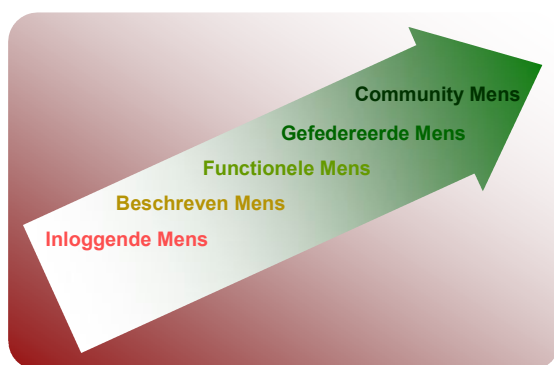 Community Mens
Gefedereerde Mens
Functionele Mens
Beschreven Mens
Inloggende Mens